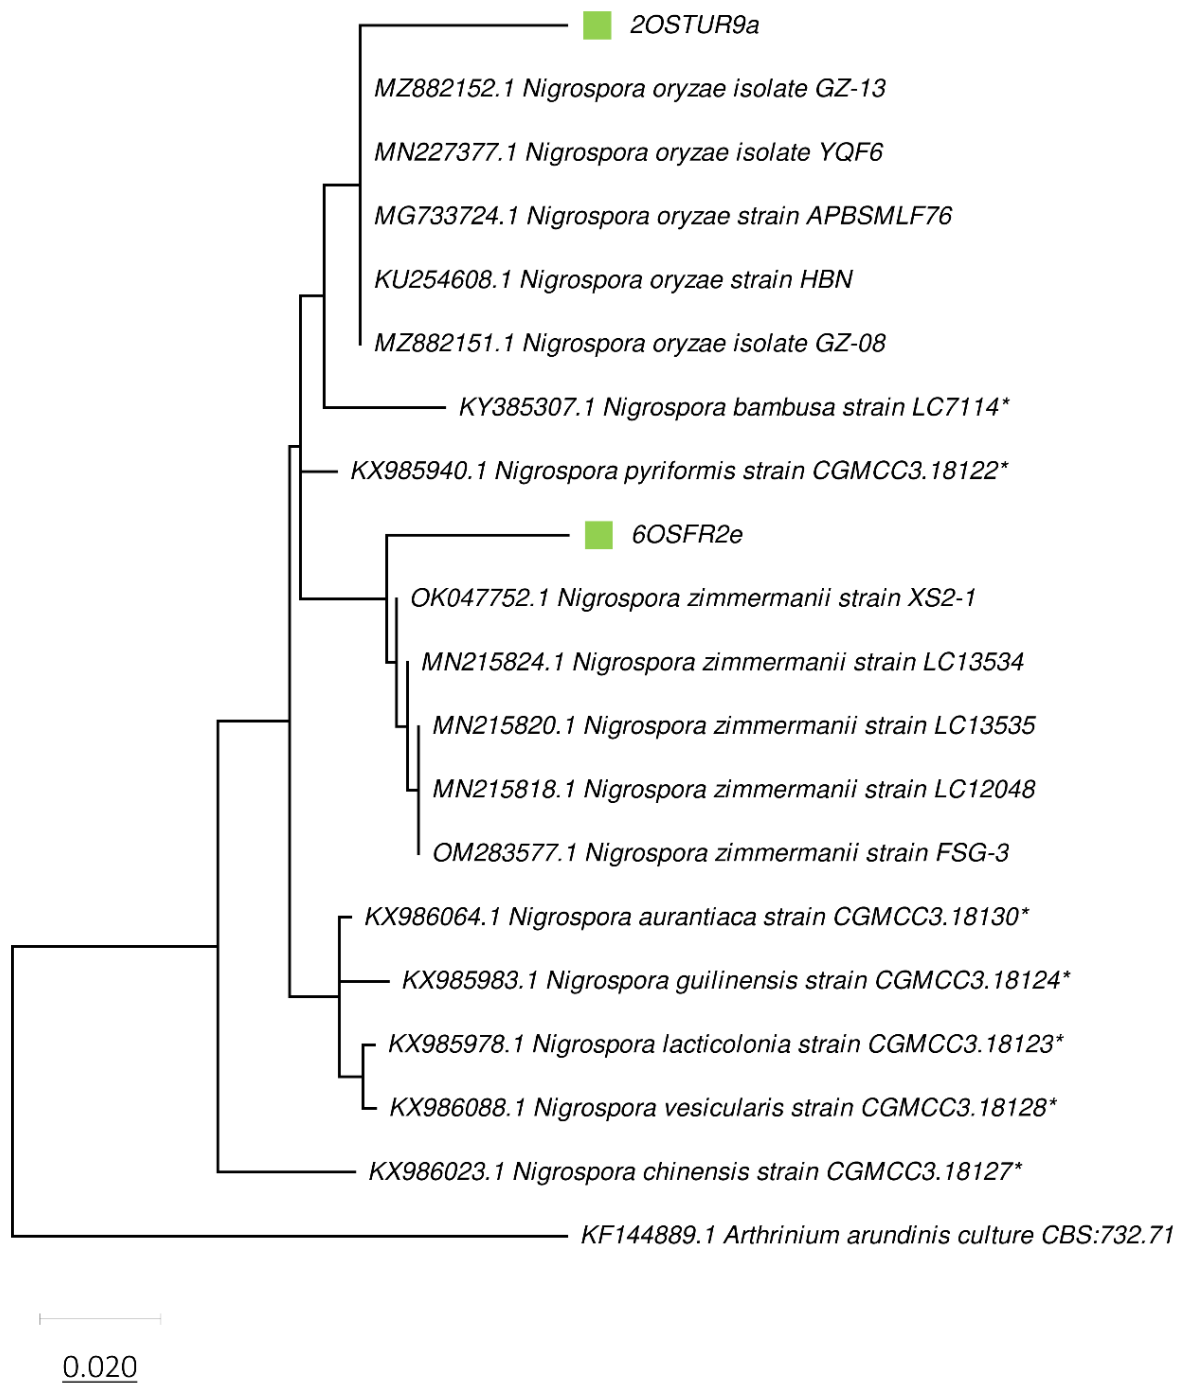 2OSTUR9a
MZ882152.1 Nigrospora oryzae isolate GZ-13
MN227377.1 Nigrospora oryzae isolate YQF6
MG733724.1 Nigrospora oryzae strain APBSMLF76
KU254608.1 Nigrospora oryzae strain HBN
MZ882151.1 Nigrospora oryzae isolate GZ-08
KY385307.1 Nigrospora bambusa strain LC7114*
KX985940.1 Nigrospora pyriformis strain CGMCC3.18122*
6OSFR2e
OK047752.1 Nigrospora zimmermanii strain XS2-1
MN215824.1 Nigrospora zimmermanii strain LC13534
MN215820.1 Nigrospora zimmermanii strain LC13535
MN215818.1 Nigrospora zimmermanii strain LC12048
OM283577.1 Nigrospora zimmermanii strain FSG-3
KX986064.1 Nigrospora aurantiaca strain CGMCC3.18130*
KX985983.1 Nigrospora guilinensis strain CGMCC3.18124*
KX985978.1 Nigrospora lacticolonia strain CGMCC3.18123*
KX986088.1 Nigrospora vesicularis strain CGMCC3.18128*
KX986023.1 Nigrospora chinensis strain CGMCC3.18127*
KF144889.1 Arthrinium arundinis culture CBS:732.71
0.020